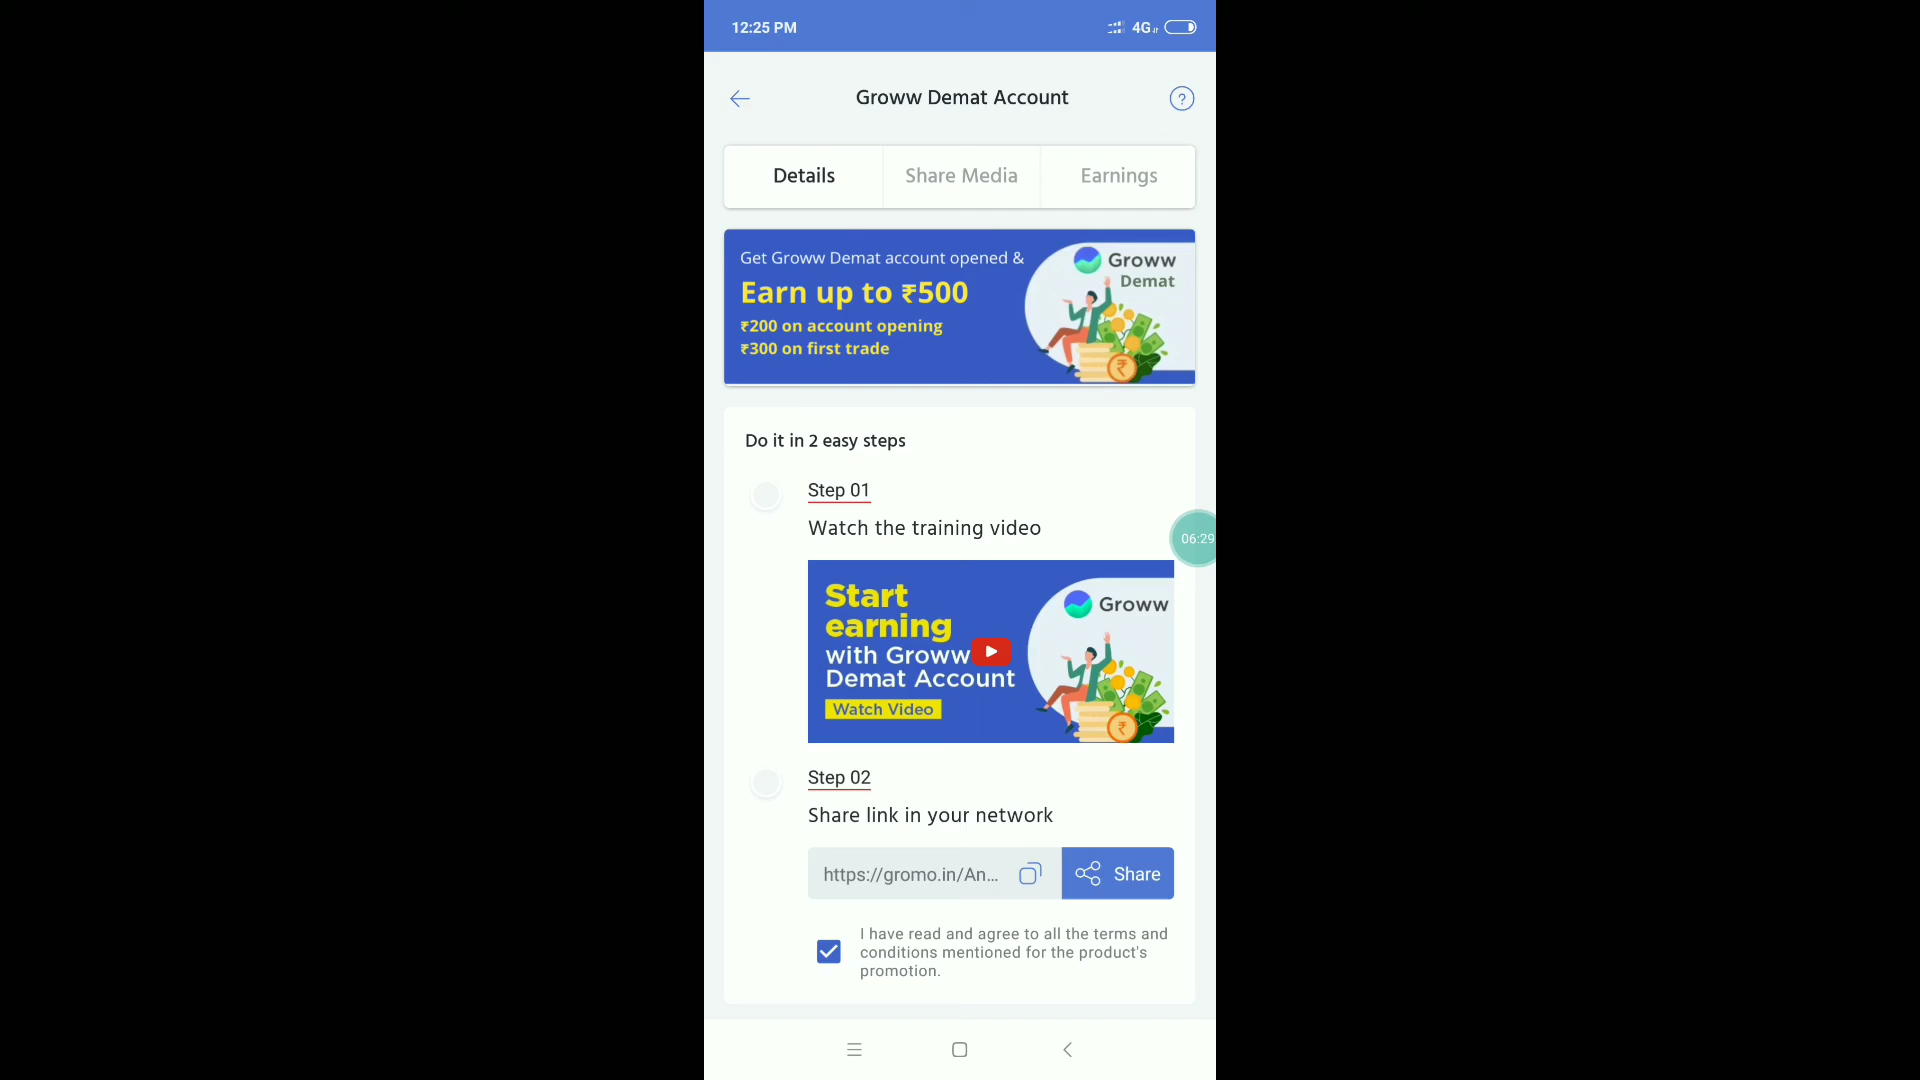 12:25 PM
4G
Groww Demat Account
?
Details
Share Media
Earnings
Get Groww Demat account opened &
Earn up to ₹500
₹200 on account opening
₹300 on first trade
Groww
Demat
₹
Do it in 2 easy steps
Step 01
Watch the training video
06:29
Start
earning
with Groww
Demat Account
Watch Video
Groww
₹
Step 02
Share link in your network
https://gromo.in/An...
Share
I have read and agree to all the terms and
conditions mentioned for the product's
promotion.